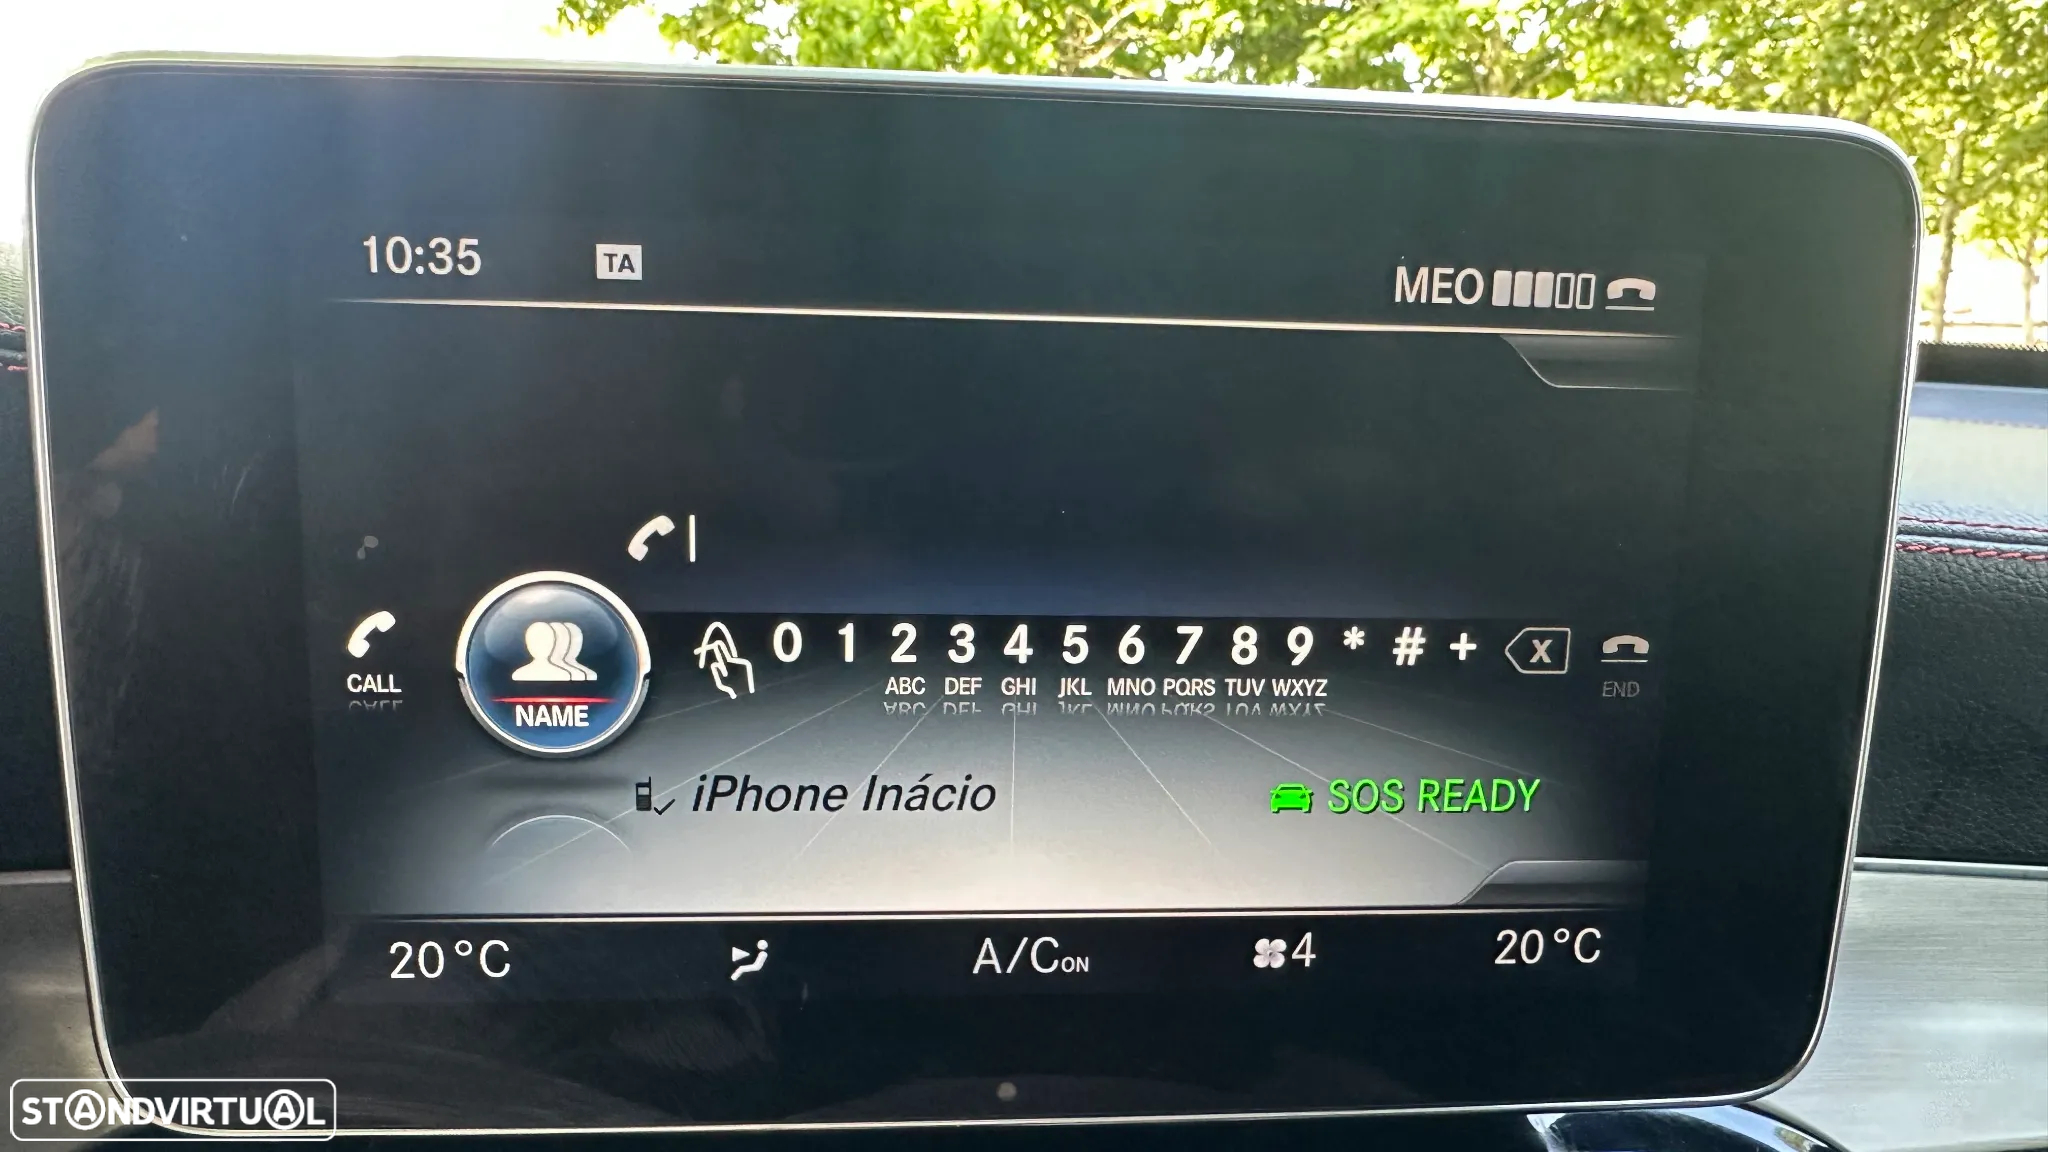 10:35 TA MEO
CALL NAME 0 1 2 3 4 5 6 7 8 9 * # + X END
ABC DEF GHI JKL MNO PQRS TUV WXYZ
iPhone Inácio SOS READY
20°C A/C ON 4 20°C
STANDVIRTUAL